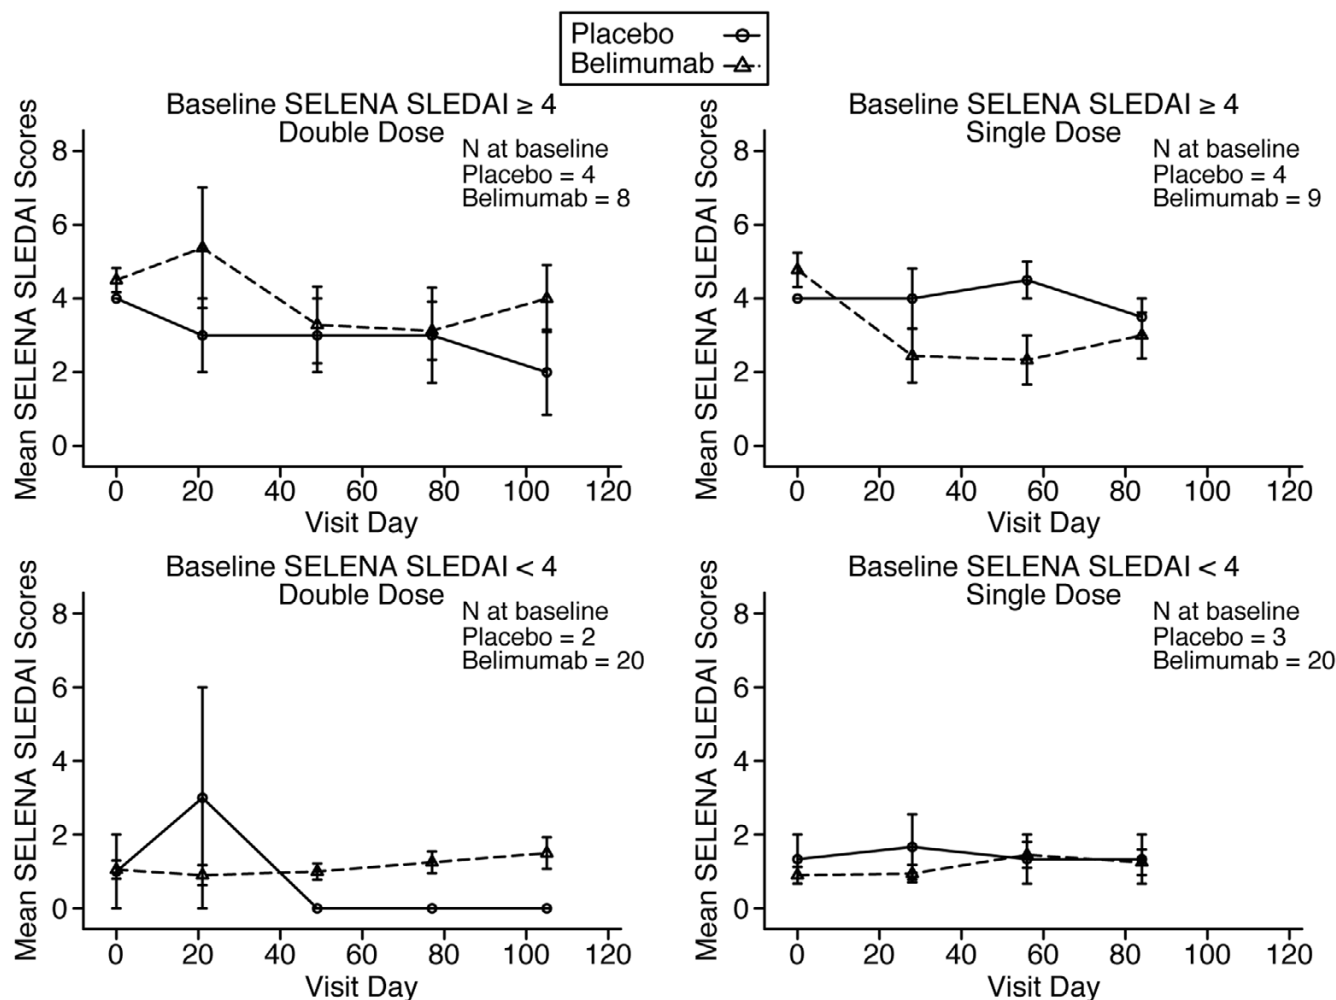 Placebo
Belimumab
Baseline SELENA SLEDAI ≥ 4
Double Dose
N at baseline
Placebo = 4
Belimumab = 8
Mean SELENA SLEDAI Scores
8
6
4
2
0
0 20 40 60 80 100 120
Visit Day
Baseline SELENA SLEDAI ≥ 4
Single Dose
N at baseline
Placebo = 4
Belimumab = 9
Mean SELENA SLEDAI Scores
8
6
4
2
0
0 20 40 60 80 100 120
Visit Day
Baseline SELENA SLEDAI < 4
Double Dose
N at baseline
Placebo = 2
Belimumab = 20
Mean SELENA SLEDAI Scores
8
6
4
2
0
0 20 40 60 80 100 120
Visit Day
Baseline SELENA SLEDAI < 4
Single Dose
N at baseline
Placebo = 3
Belimumab = 20
Mean SELENA SLEDAI Scores
8
6
4
2
0
0 20 40 60 80 100 120
Visit Day